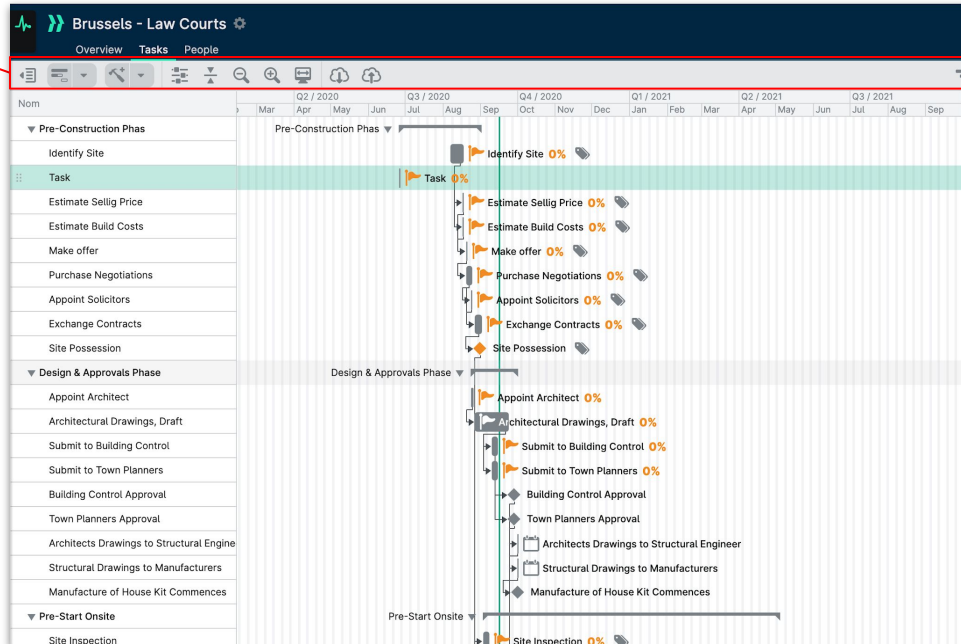 Brussels - Law Courts
Overview Tasks People
Nom
Q2 / 2020 Q3 / 2020 Q4 / 2020 Q1 / 2021 Q2 / 2021 Q3 / 2021
Mar Apr May Jun Jul Aug Sep Oct Nov Dec Jan Feb Mar Apr May Jun Jul Aug Sep
Pre-Construction Phas Pre-Construction Phas
Identify Site Identify Site 0%
Task Task 0%
Estimate Sellig Price Estimate Sellig Price 0%
Estimate Build Costs Estimate Build Costs 0%
Make offer Make offer 0%
Purchase Negotiations Purchase Negotiations 0%
Appoint Solicitors Appoint Solicitors 0%
Exchange Contracts Exchange Contracts 0%
Site Possession Site Possession
Design & Approvals Phase Design & Approvals Phase
Appoint Architect Appoint Architect 0%
Architectural Drawings, Draft Architectural Drawings, Draft 0%
Submit to Building Control Submit to Building Control 0%
Submit to Town Planners Submit to Town Planners 0%
Building Control Approval Building Control Approval
Town Planners Approval Town Planners Approval
Architects Drawings to Structural Engine Architects Drawings to Structural Engineer
Structural Drawings to Manufacturers Structural Drawings to Manufacturers
Manufacture of House Kit Commences Manufacture of House Kit Commences
Pre-Start Onsite Pre-Start Onsite
Site Inspection Site Inspection 0%